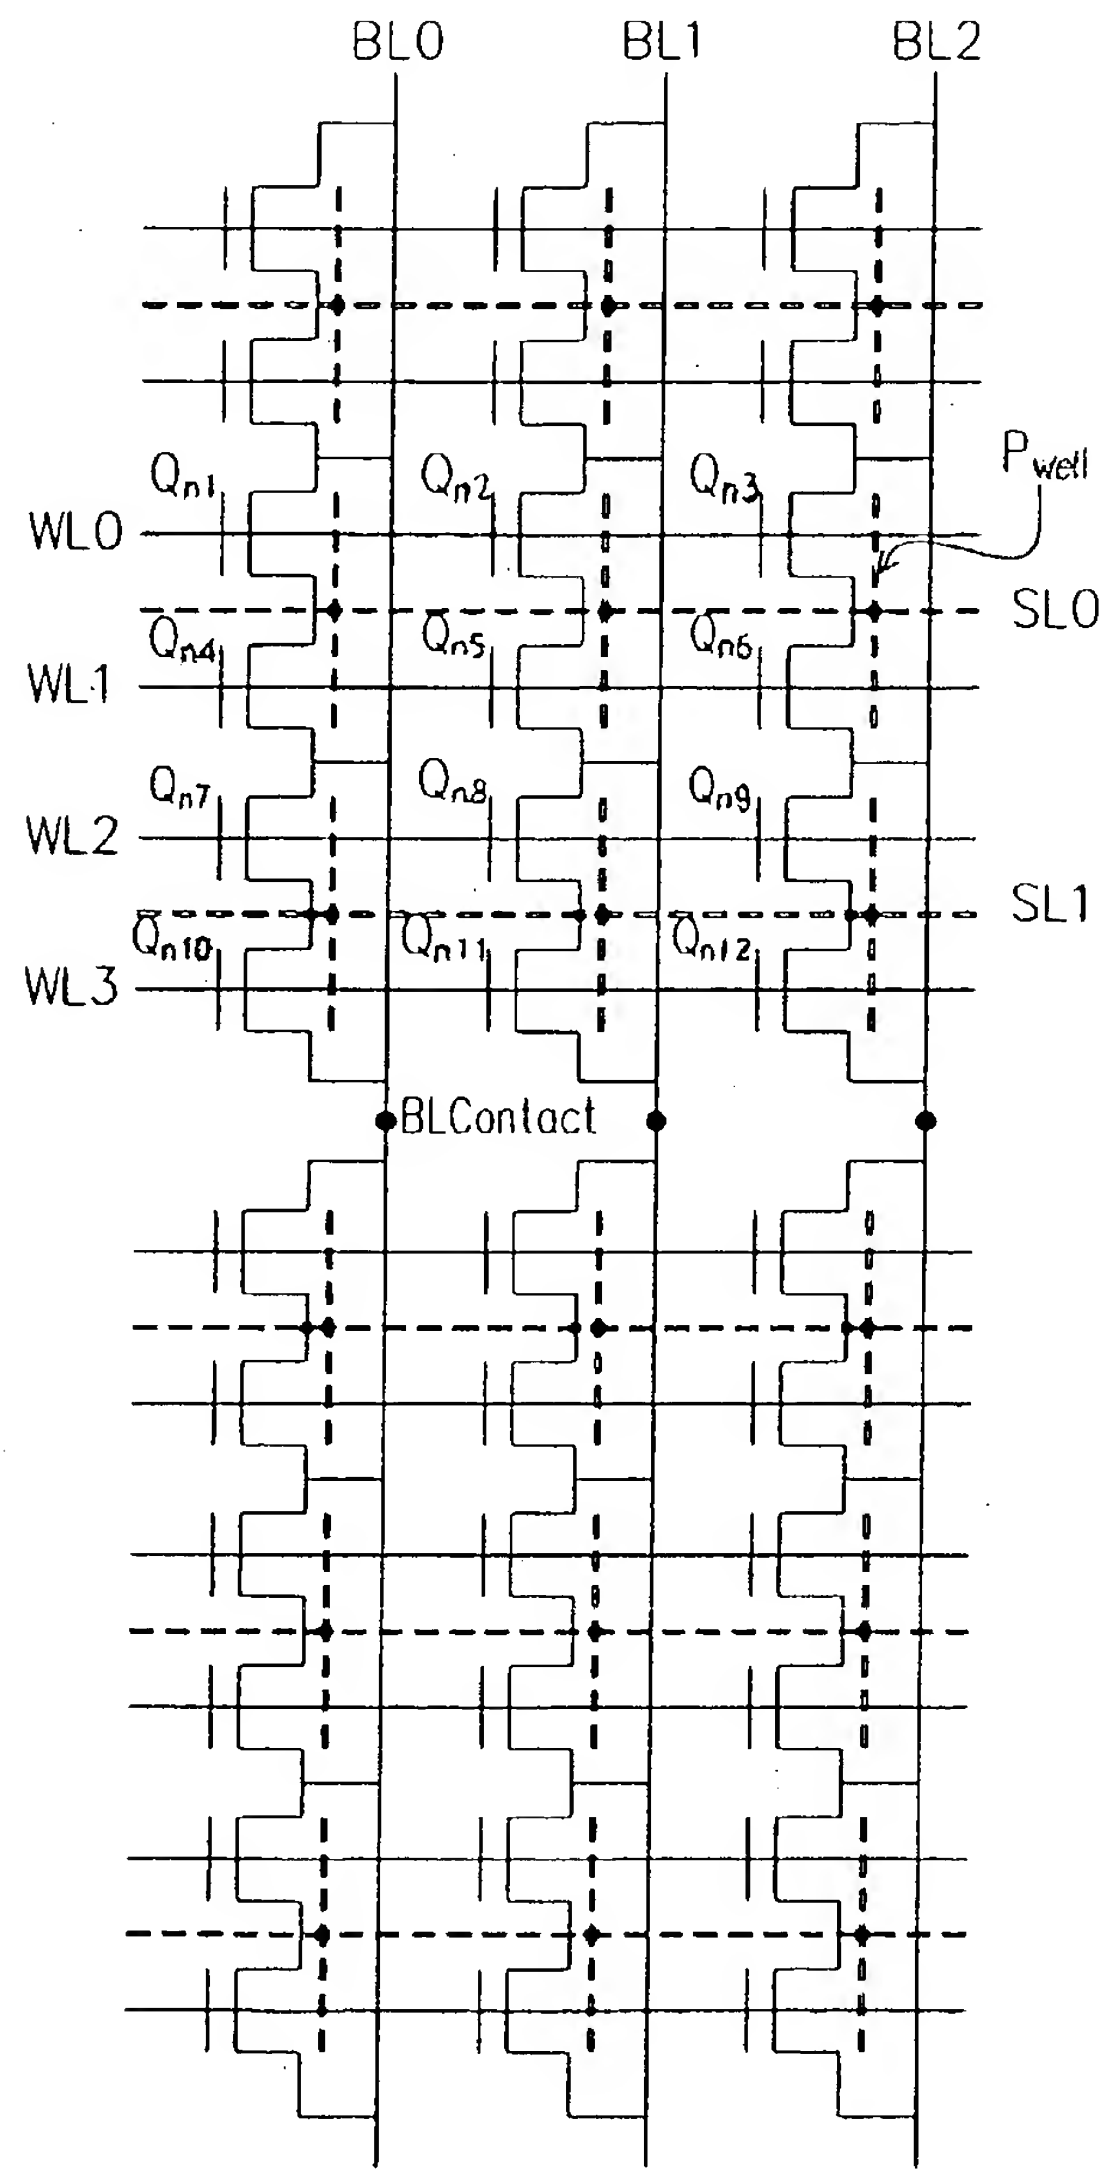 BL0 BL1 BL2
Pwell
Qn1 Qn2 Qn3
WL0
SL0
Qn4 Qn5 Qn6
WL1
Qn7 Qn8 Qn9
WL2
SL1
Qn10 Qn11 Qn12
WL3
BLContact